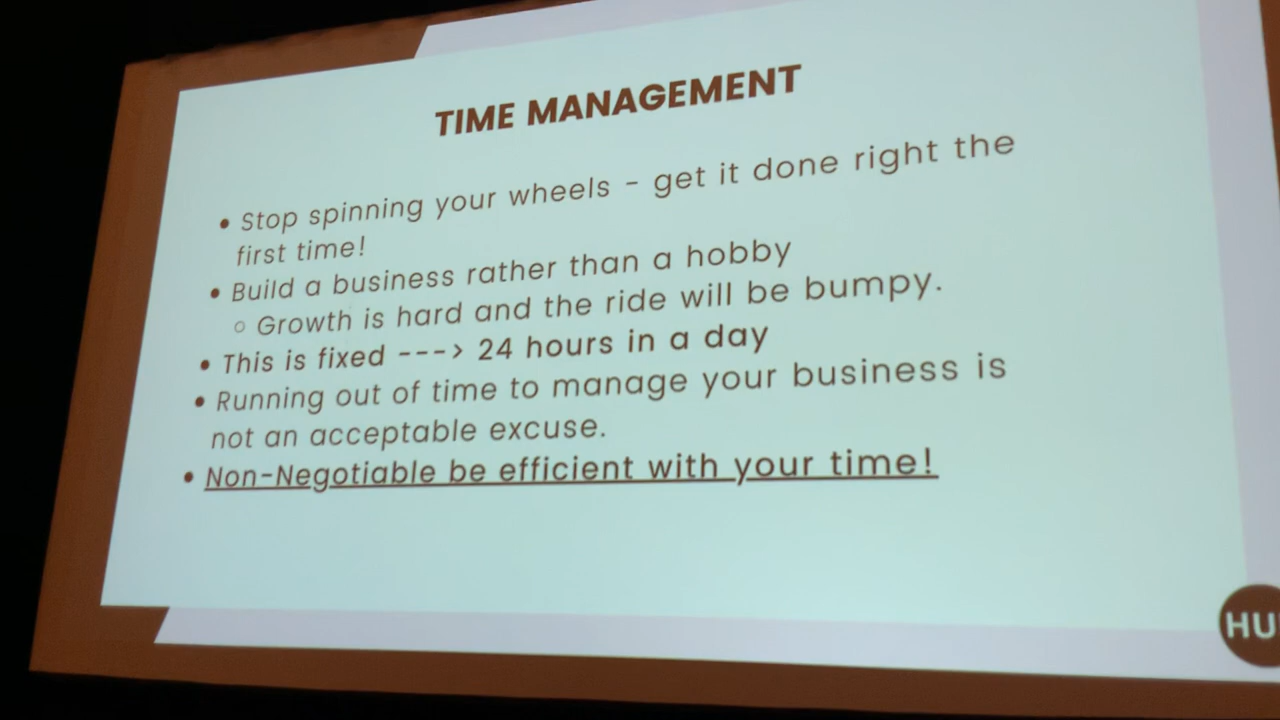 TIME MANAGEMENT
• Stop spinning your wheels - get it done right the
first time!
• Build a business rather than a hobby
○ Growth is hard and the ride will be bumpy.
• This is fixed ---> 24 hours in a day
• Running out of time to manage your business is
not an acceptable excuse.
• Non-Negotiable be efficient with your time!
HU